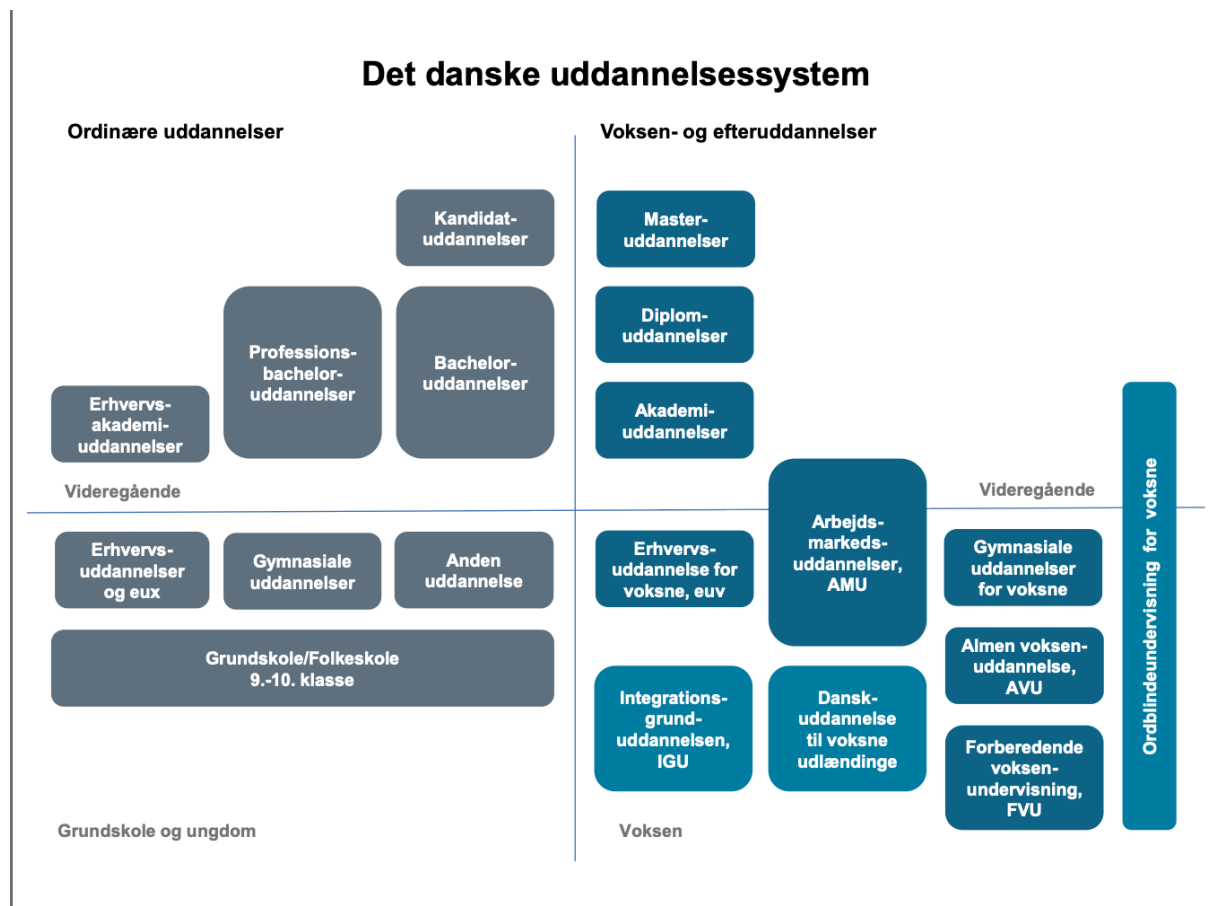 Det danske uddannelsessystem
Ordinære uddannelser
Kandidat-
uddannelser
Professions-
bachelor-
uddannelser
Bachelor-
uddannelser
Erhvervs-
akademi-
uddannelser
Videregående
Erhvervs-
uddannelser
og eux
Gymnasiale
uddannelser
Anden
uddannelse
Grundskole/Folkeskole
9.-10. klasse
Grundskole og ungdom
Voksen- og efteruddannelser
Master-
uddannelser
Diplom-
uddannelser
Akademi-
uddannelser
Videregående
Erhvervs-
uddannelse for
voksne, euv
Arbejds-
markeds-
uddannelser,
AMU
Gymnasiale
uddannelser
for voksne
Almen voksen-
uddannelse,
AVU
Integrations-
grund-
uddannelsen,
IGU
Dansk-
uddannelse
til voksne
udlændinge
Forberedende
voksen-
undervisning,
FVU
Voksen
Ordblindeundervisning for voksne